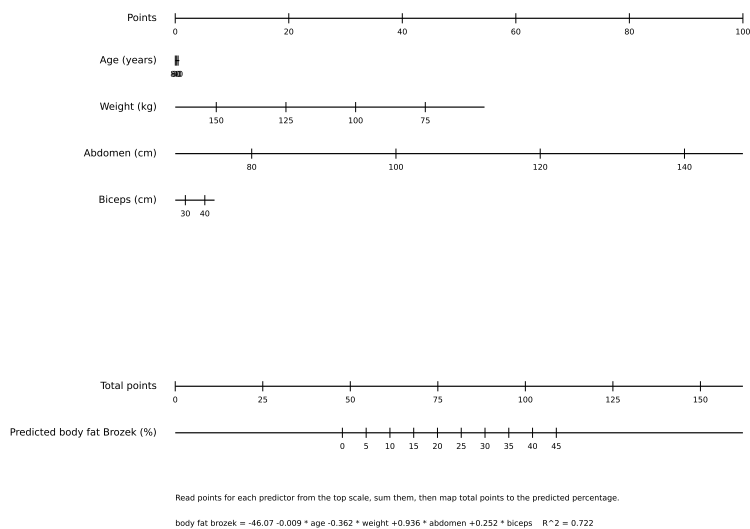 Points
0 20 40 60 80 100
Age (years)
Weight (kg)
150 125 100 75
Abdomen (cm)
80 100 120 140
Biceps (cm)
30 40
Total points
0 25 50 75 100 125 150
Predicted body fat Brozek (%)
0 5 10 15 20 25 30 35 40 45
Read points for each predictor from the top scale, sum them, then map total points to the predicted percentage.
body fat brozek = -46.07 -0.009 * age -0.362 * weight +0.936 * abdomen +0.252 * biceps R^2 = 0.722